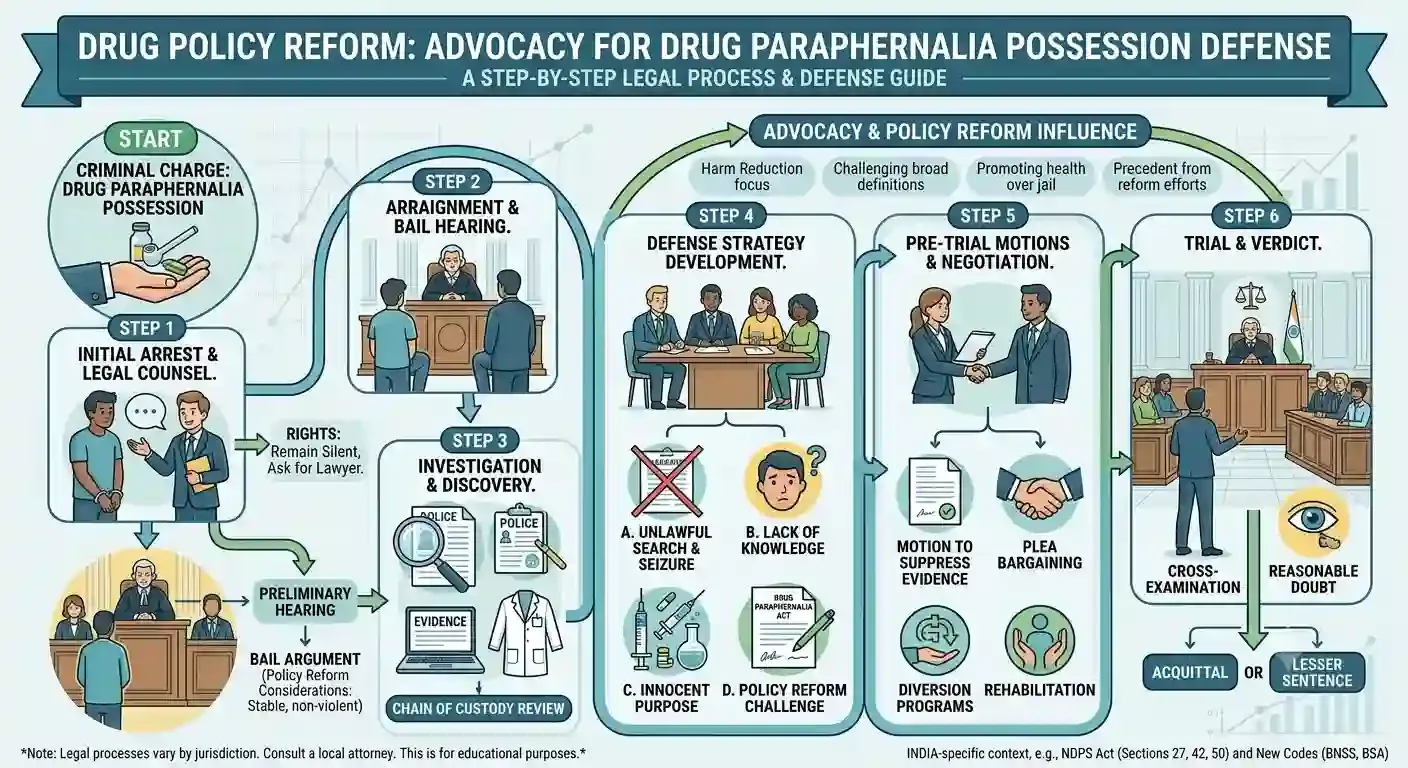 DRUG POLICY REFORM: ADVOCACY FOR DRUG PARAPHERNALIA POSSESSION DEFENSE
A STEP-BY-STEP LEGAL PROCESS & DEFENSE GUIDE
START
CRIMINAL CHARGE:
DRUG PARAPHERNALIA
POSSESSION
STEP 1
INITIAL ARREST &
LEGAL COUNSEL.
RIGHTS:
Remain Silent,
Ask for Lawyer.
PRELIMINARY
HEARING
BAIL ARGUMENT
(Policy Reform
Considerations:
Stable, non-violent)
STEP 2
ARRAIGNMENT &
BAIL HEARING.
STEP 3
INVESTIGATION
& DISCOVERY.
POLICE
POLICE
EVIDENCE
CHAIN OF CUSTODY REVIEW
ADVOCACY & POLICY REFORM INFLUENCE
Harm Reduction
focus
Challenging broad
definitions
Promoting health
over jail
Precedent from
reform efforts
STEP 4
DEFENSE STRATEGY
DEVELOPMENT.
A. UNLAWFUL
SEARCH &
SEIZURE
B. LACK OF
KNOWLEDGE
?
C. INNOCENT
PURPOSE
BBUG
PARAPHERNALIA
ACT
D. POLICY REFORM
CHALLENGE
STEP 5
PRE-TRIAL MOTIONS
& NEGOTIATION.
MOTION TO
SUPPRESS
EVIDENCE
PLEA
BARGAINING
DIVERSION
PROGRAMS
REHABILITATION
STEP 6
TRIAL & VERDICT.
CROSS-
EXAMINATION
REASONABLE
DOUBT
ACQUITTAL
OR
LESSER
SENTENCE
*Note: Legal processes vary by jurisdiction. Consult a local attorney. This is for educational purposes.*
INDIA-specific context, e.g., NDPS Act (Sections 27, 42, 50) and New Codes (BNSS, BSA)